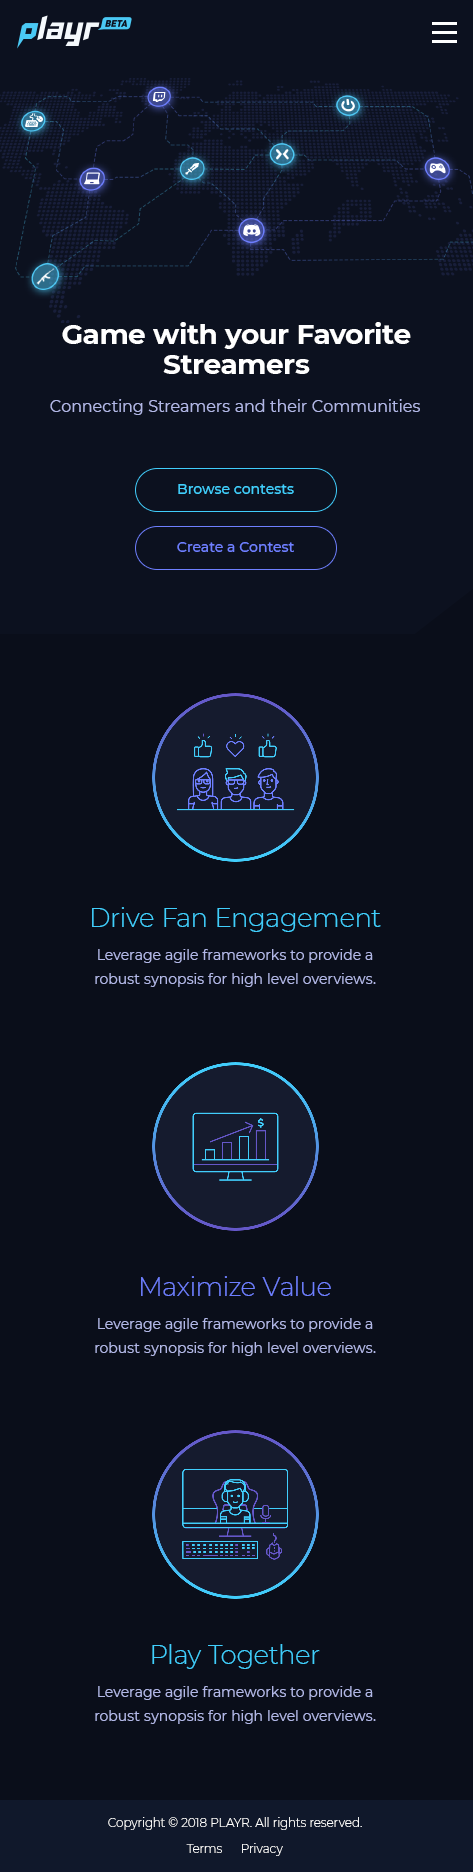 playr BETA
Game with your Favorite
Streamers
Connecting Streamers and their Communities
Browse contests
Create a Contest
Drive Fan Engagement
Leverage agile frameworks to provide a
robust synopsis for high level overviews.
$
Maximize Value
Leverage agile frameworks to provide a
robust synopsis for high level overviews.
Play Together
Leverage agile frameworks to provide a
robust synopsis for high level overviews.
Copyright © 2018 PLAYR. All rights reserved.
Terms Privacy